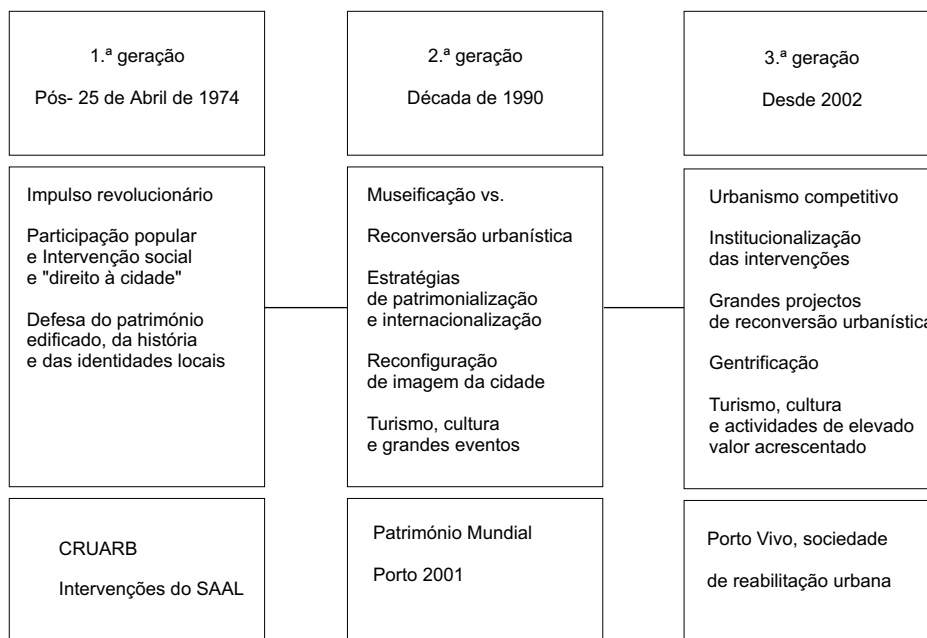 1.ª geração
Pós- 25 de Abril de 1974
2.ª geração
Década de 1990
3.ª geração
Desde 2002
Impulso revolucionário
Participação popular
e Intervenção social
e "direito à cidade"
Defesa do património
edificado, da história
e das identidades locais
Museificação vs.
Reconversão urbanística
Estratégias
de patrimonialização
e internacionalização
Reconfiguração
de imagem da cidade
Turismo, cultura
e grandes eventos
Urbanismo competitivo
Institucionalização
das intervenções
Grandes projectos
de reconversão urbanística
Gentrificação
Turismo, cultura
e actividades de elevado
valor acrescentado
CRUARB
Intervenções do SAAL
Património Mundial
Porto 2001
Porto Vivo, sociedade
de reabilitação urbana